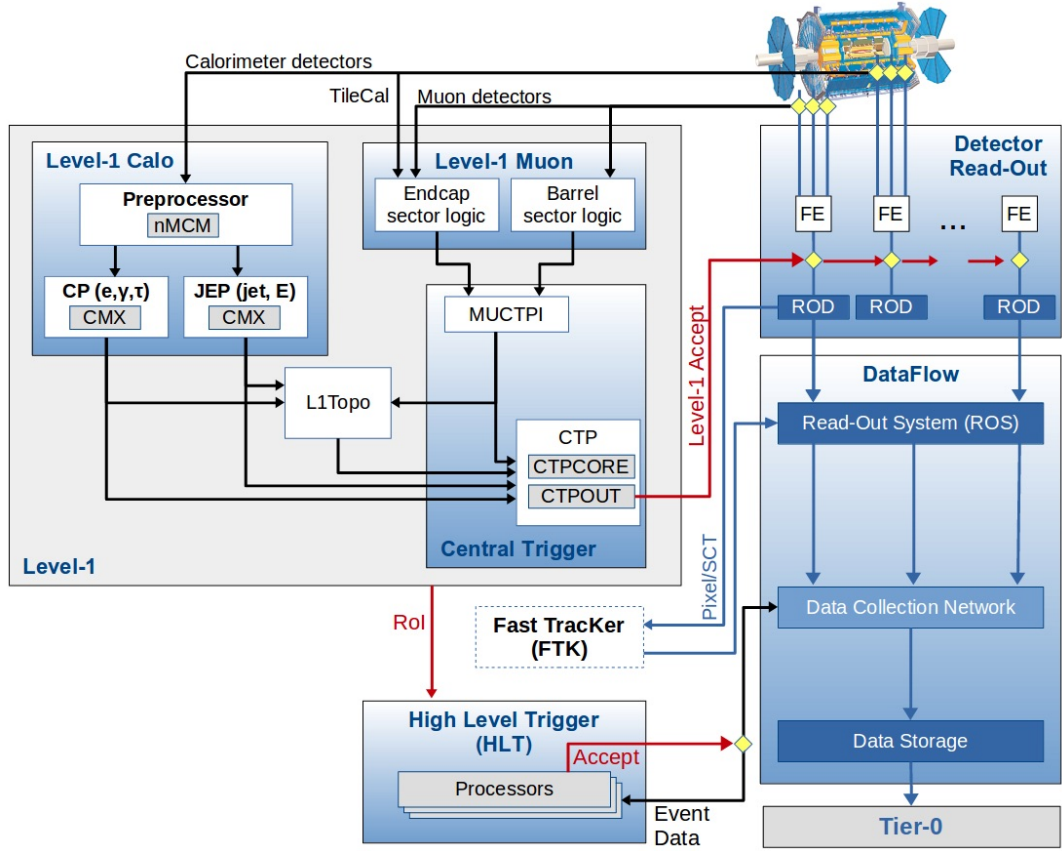 Calorimeter detectors
TileCal
Muon detectors
Level-1 Calo
Preprocessor
nMCM
CP (e,γ,τ)
CMX
JEP (jet, E)
CMX
Level-1 Muon
Endcap
sector logic
Barrel
sector logic
MUCTPI
L1Topo
CTP
CTPCORE
CTPOUT
Central Trigger
Level-1
Level-1 Accept
Detector
Read-Out
FE
FE
...
FE
ROD
ROD
ROD
DataFlow
Read-Out System (ROS)
Data Collection Network
Data Storage
Tier-0
Pixel/SCT
Fast TracKer
(FTK)
RoI
High Level Trigger
(HLT)
Accept
Processors
Event
Data